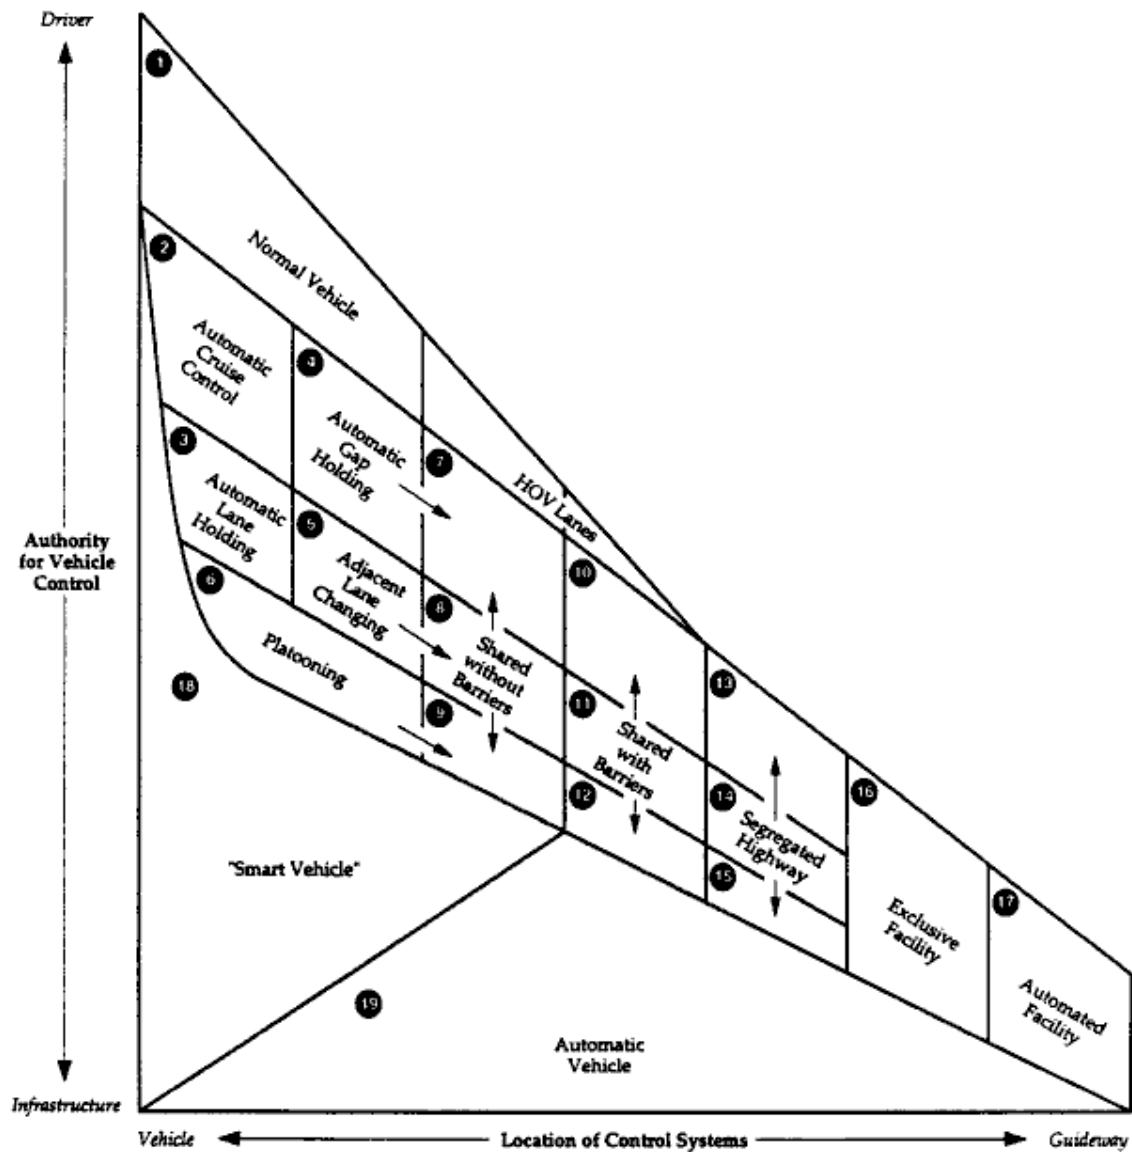 Driver
1
Normal Vehicle
2
Automatic
Cruise
Control
4
Automatic
Gap
Holding
7
HOV Lanes
3
Automatic
Lane
Holding
5
Adjacent
Lane
Changing
8
Shared
without
Barriers
10
Authority
for Vehicle
Control
6
Platooning
9
11
Shared
with
Barriers
12
13
14
Segregated
Highway
15
16
Exclusive
Facility
17
Automated
Facility
18
"Smart Vehicle"
19
Automatic
Vehicle
Infrastructure
Vehicle
Location of Control Systems
Guideway